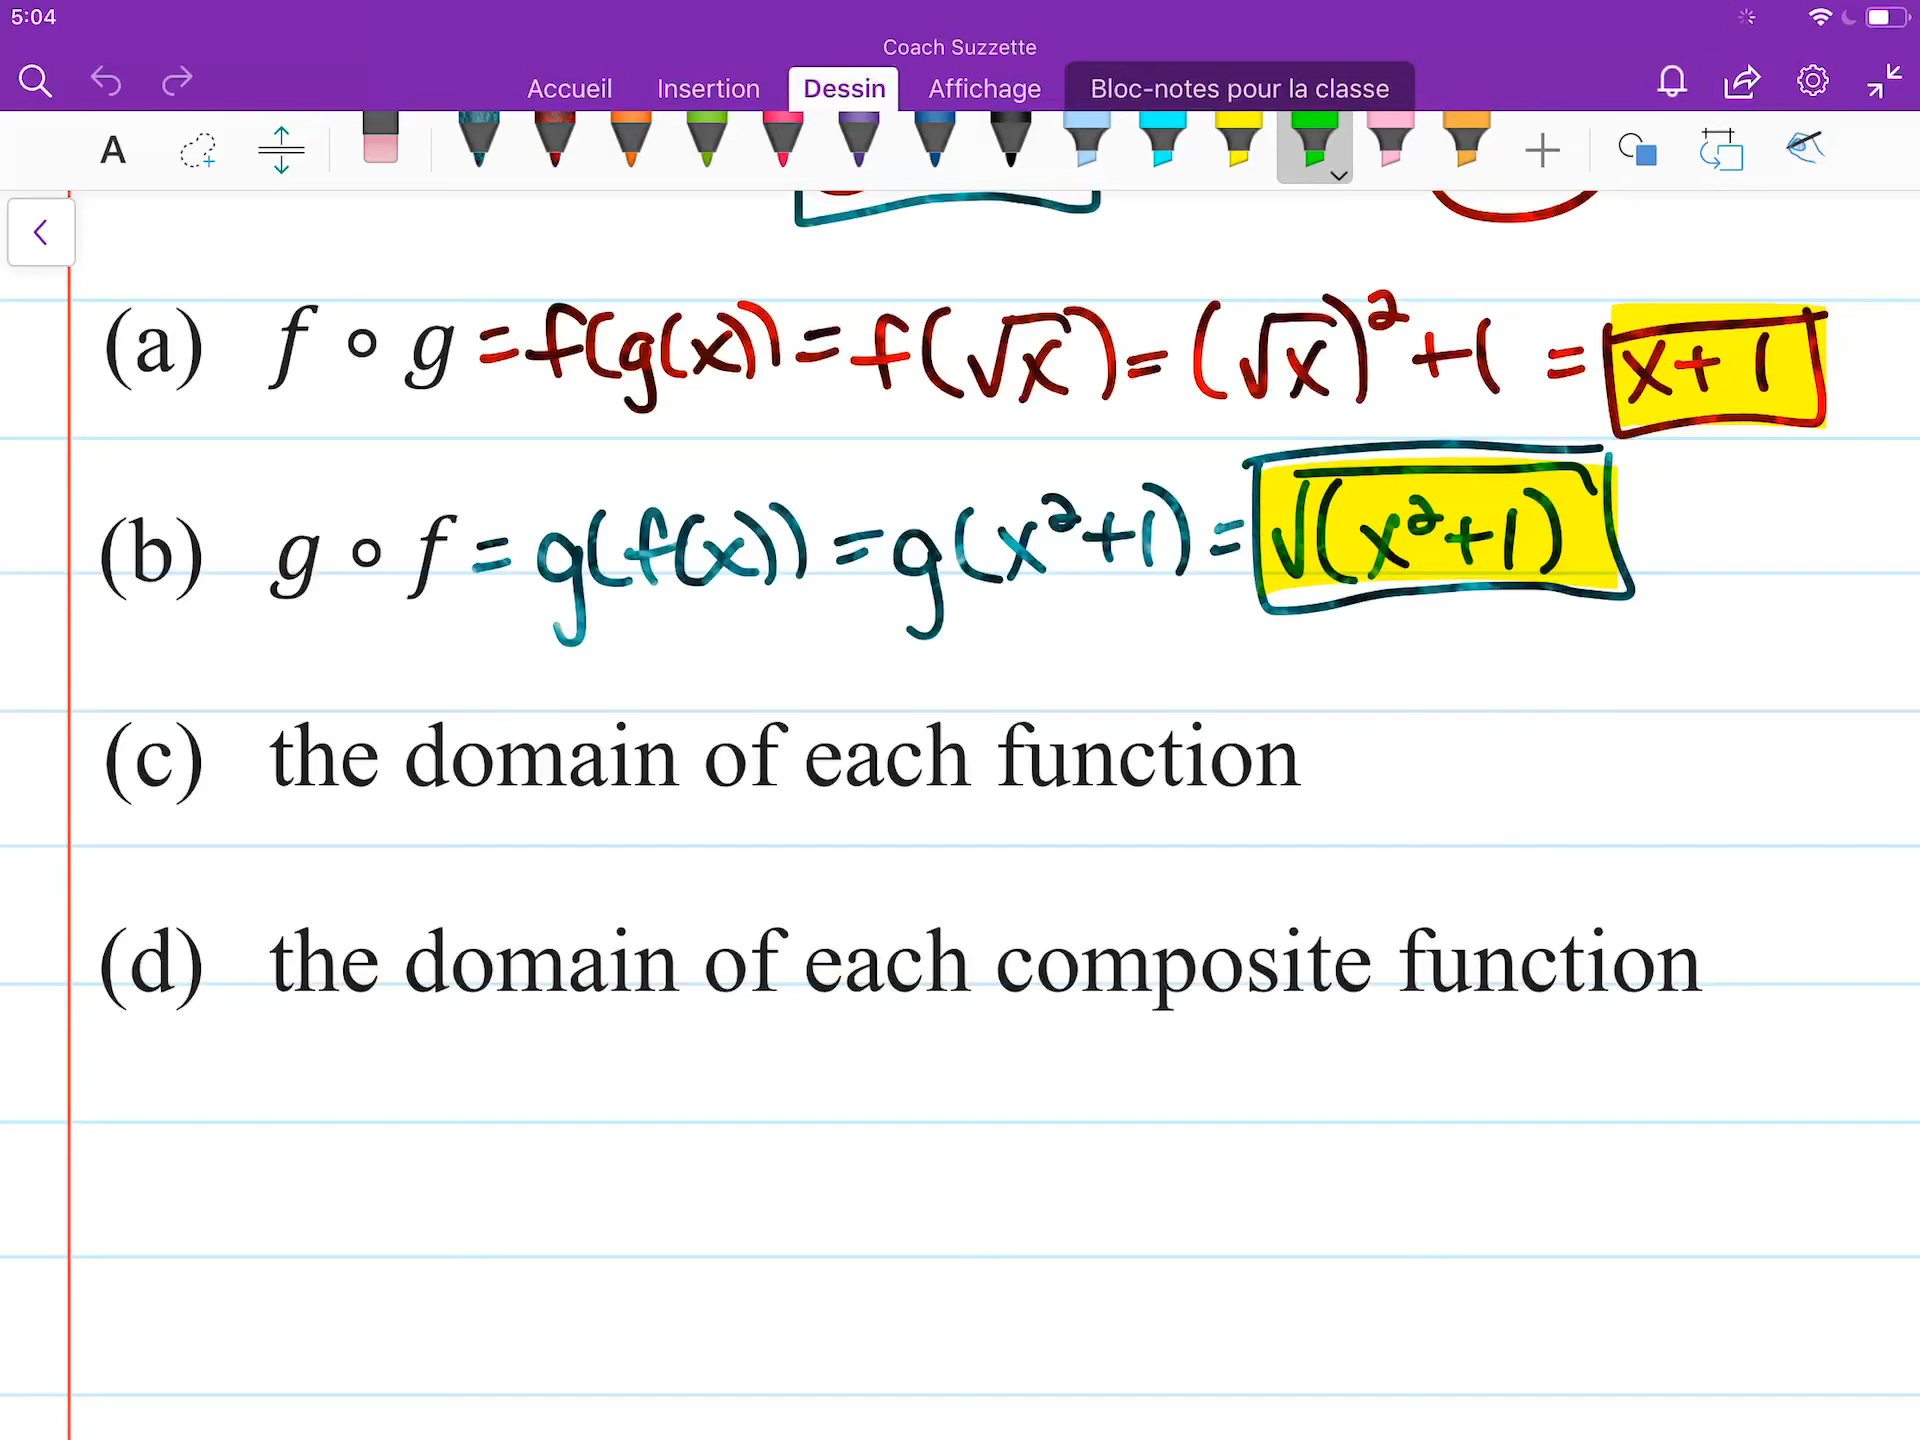 5:04
Coach Suzzette
Accueil Insertion Dessin Affichage Bloc-notes pour la classe
A
(a) f ∘ g = f(g(x)) = f(√x) = (√x)² + 1 = x + 1
(b) g ∘ f = g(f(x)) = g(x²+1) = √(x²+1)
(c) the domain of each function
(d) the domain of each composite function